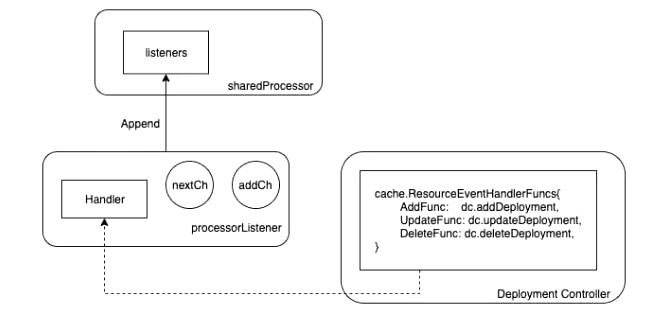 listeners
sharedProcessor
Append
Handler
nextCh
addCh
processorListener
cache.ResourceEventHandlerFuncs{
AddFunc: dc.addDeployment,
UpdateFunc: dc.updateDeployment,
DeleteFunc: dc.deleteDeployment,
}
Deployment Controller